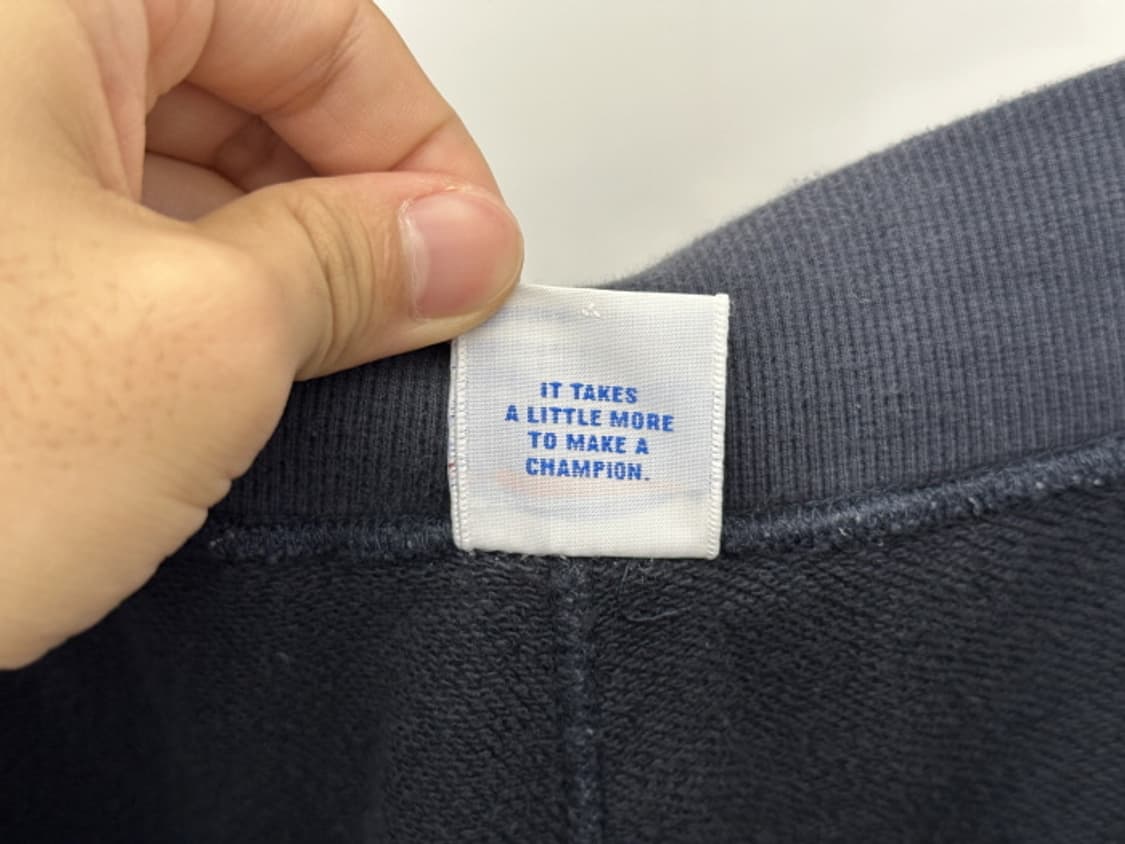 IT TAKES
A LITTLE MORE
TO MAKE A
CHAMPION.